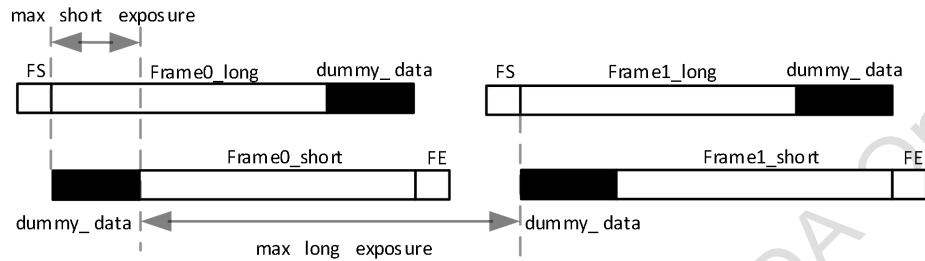 max short exposure
FS Frame0_long dummy_data FS Frame1_long dummy_data
Frame0_short FE Frame1_short FE
dummy_data dummy_data
max long exposure